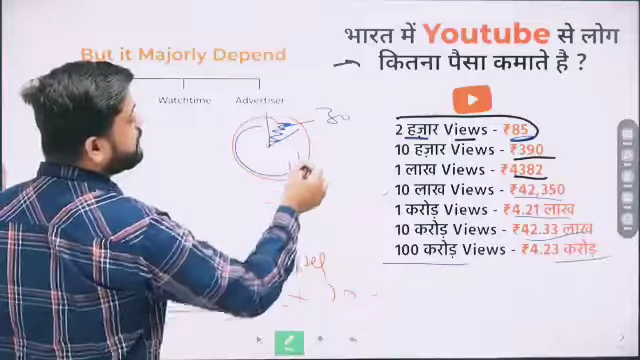 भारत में Youtube से लोग
कितना पैसा कमाते है ?
But it Majorly Depend
Watchtime
Advertiser
2 हज़ार Views - ₹85
10 हज़ार Views - ₹390
1 लाख Views - ₹4382
10 लाख Views - ₹42,350
1 करोड़ Views - ₹4.21 लाख
10 करोड़ Views - ₹42.33 लाख
100 करोड़ Views - ₹4.23 करोड़